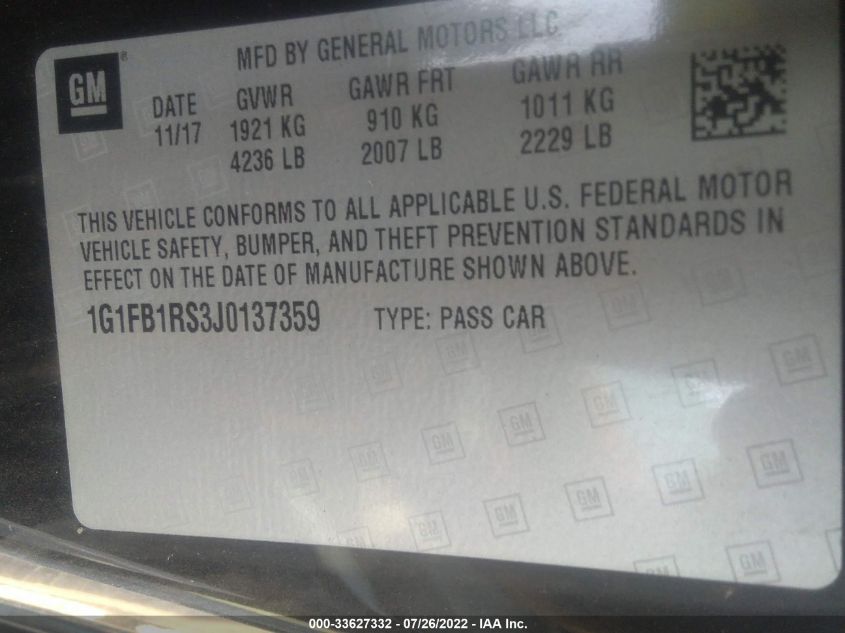 MFD BY GENERAL MOTORS LLC
GM
DATE GVWR GAWR FRT GAWR RR
11/17 1921 KG 910 KG 1011 KG
4236 LB 2007 LB 2229 LB
THIS VEHICLE CONFORMS TO ALL APPLICABLE U.S. FEDERAL MOTOR
VEHICLE SAFETY, BUMPER, AND THEFT PREVENTION STANDARDS IN
EFFECT ON THE DATE OF MANUFACTURE SHOWN ABOVE.
1G1FB1RS3J0137359 TYPE: PASS CAR
000-33627332 - 07/26/2022 - IAA Inc.